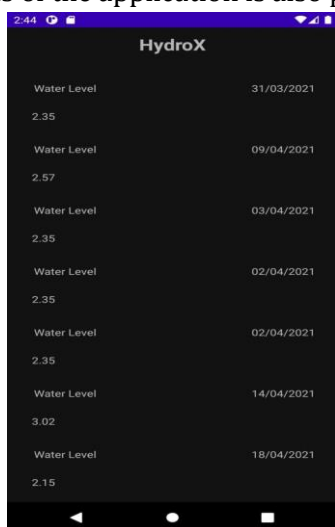 of the application is also
2:44
HydroX
Water Level 31/03/2021
2.35
Water Level 09/04/2021
2.57
Water Level 03/04/2021
2.35
Water Level 02/04/2021
2.35
Water Level 02/04/2021
2.35
Water Level 14/04/2021
3.02
Water Level 18/04/2021
2.15